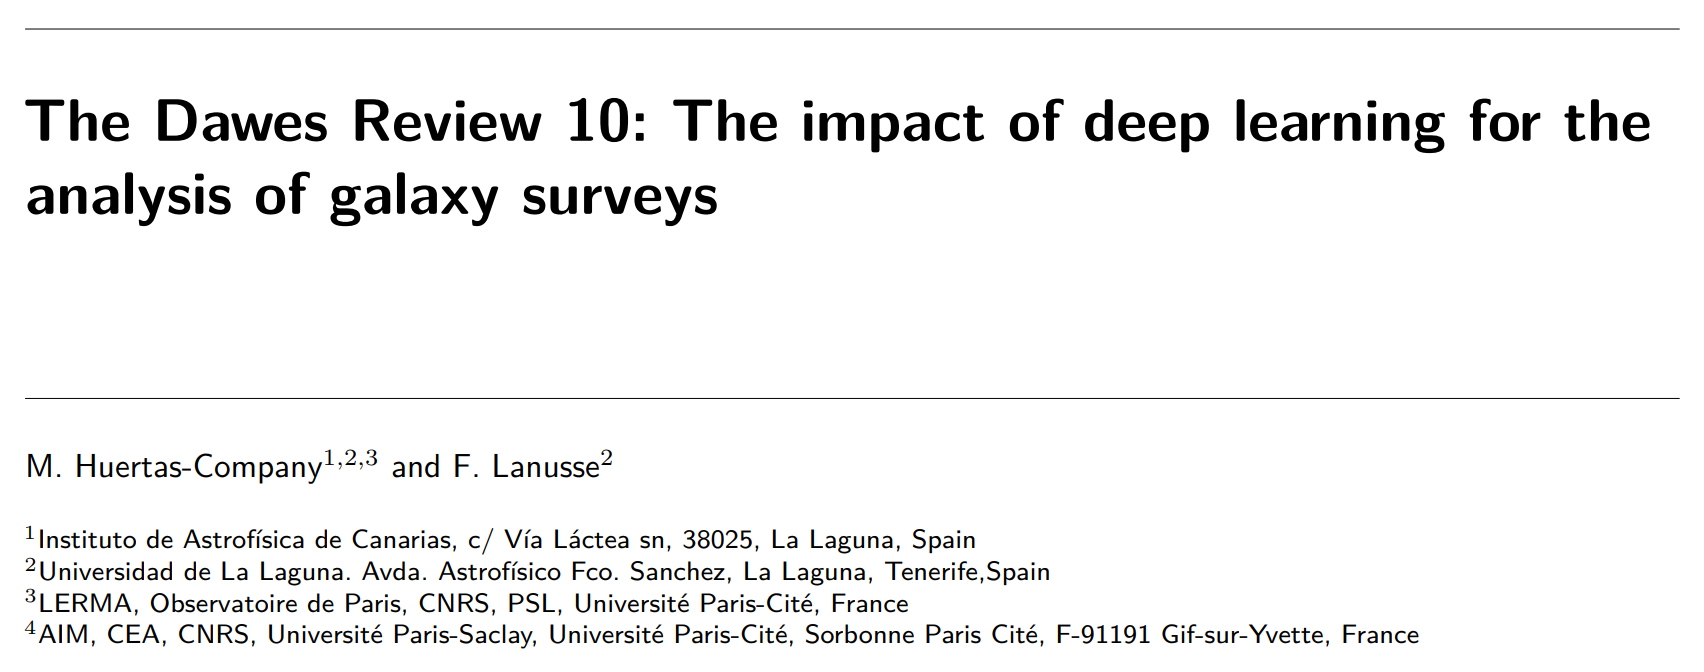 The Dawes Review 10: The impact of deep learning for the
analysis of galaxy surveys
M. Huertas-Company1,2,3 and F. Lanusse2
1Instituto de Astrofísica de Canarias, c/ Vía Láctea sn, 38025, La Laguna, Spain
2Universidad de La Laguna. Avda. Astrofísico Fco. Sanchez, La Laguna, Tenerife,Spain
3LERMA, Observatoire de Paris, CNRS, PSL, Université Paris-Cité, France
4AIM, CEA, CNRS, Université Paris-Saclay, Université Paris-Cité, Sorbonne Paris Cité, F-91191 Gif-sur-Yvette, France